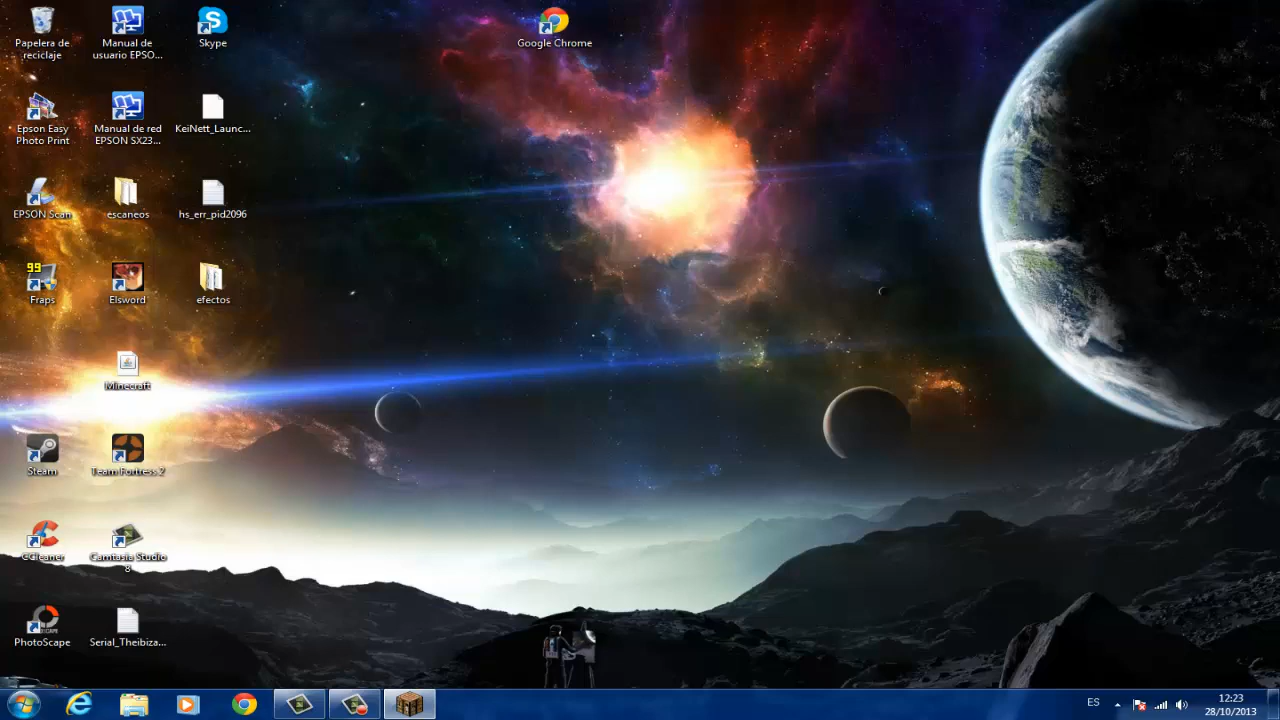 Papelera de
reciclaje
Manual de
usuario EPSO...
Skype
Google Chrome
Epson Easy
Photo Print
Manual de red
EPSON SX23...
KeiNett_Launc...
EPSON Scan
escaneos
hs_err_pid2096
99
Fraps
Elsword
efectos
Minecraft
Steam
Team Fortress 2
CCleaner
Camtasia Studio
8
PhotoScape
Serial_Theibiza...
ES
12:23
28/10/2013